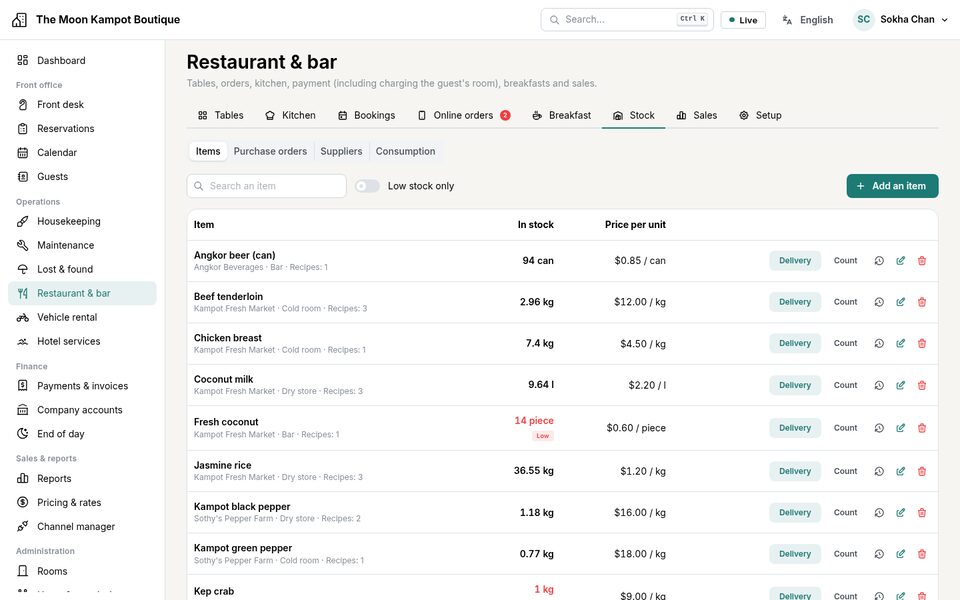 The Moon Kampot Boutique
Search...
Ctrl K
Live
English
SC
Sokha Chan
Dashboard
Front office
Front desk
Reservations
Calendar
Guests
Operations
Housekeeping
Maintenance
Lost & found
Restaurant & bar
Vehicle rental
Hotel services
Finance
Payments & invoices
Company accounts
End of day
Sales & reports
Reports
Pricing & rates
Channel manager
Administration
Rooms
Restaurant & bar
Tables, orders, kitchen, payment (including charging the guest's room), breakfasts and sales.
Tables
Kitchen
Bookings
Online orders 2
Breakfast
Stock
Sales
Setup
Items
Purchase orders
Suppliers
Consumption
Search an item
Low stock only
+ Add an item
Item In stock Price per unit
Angkor beer (can) 94 can $0.85 / can Delivery Count
Angkor Beverages · Bar · Recipes: 1
Beef tenderloin 2.96 kg $12.00 / kg Delivery Count
Kampot Fresh Market · Cold room · Recipes: 3
Chicken breast 7.4 kg $4.50 / kg Delivery Count
Kampot Fresh Market · Cold room · Recipes: 1
Coconut milk 9.64 l $2.20 / l Delivery Count
Kampot Fresh Market · Dry store · Recipes: 3
Fresh coconut 14 piece $0.60 / piece Delivery Count
Kampot Fresh Market · Bar · Recipes: 1 Low
Jasmine rice 36.55 kg $1.20 / kg Delivery Count
Kampot Fresh Market · Dry store · Recipes: 3
Kampot black pepper 1.18 kg $16.00 / kg Delivery Count
Sothy's Pepper Farm · Dry store · Recipes: 2
Kampot green pepper 0.77 kg $18.00 / kg Delivery Count
Sothy's Pepper Farm · Cold room · Recipes: 1
Kep crab 1 kg $9.00 / kg Delivery Count